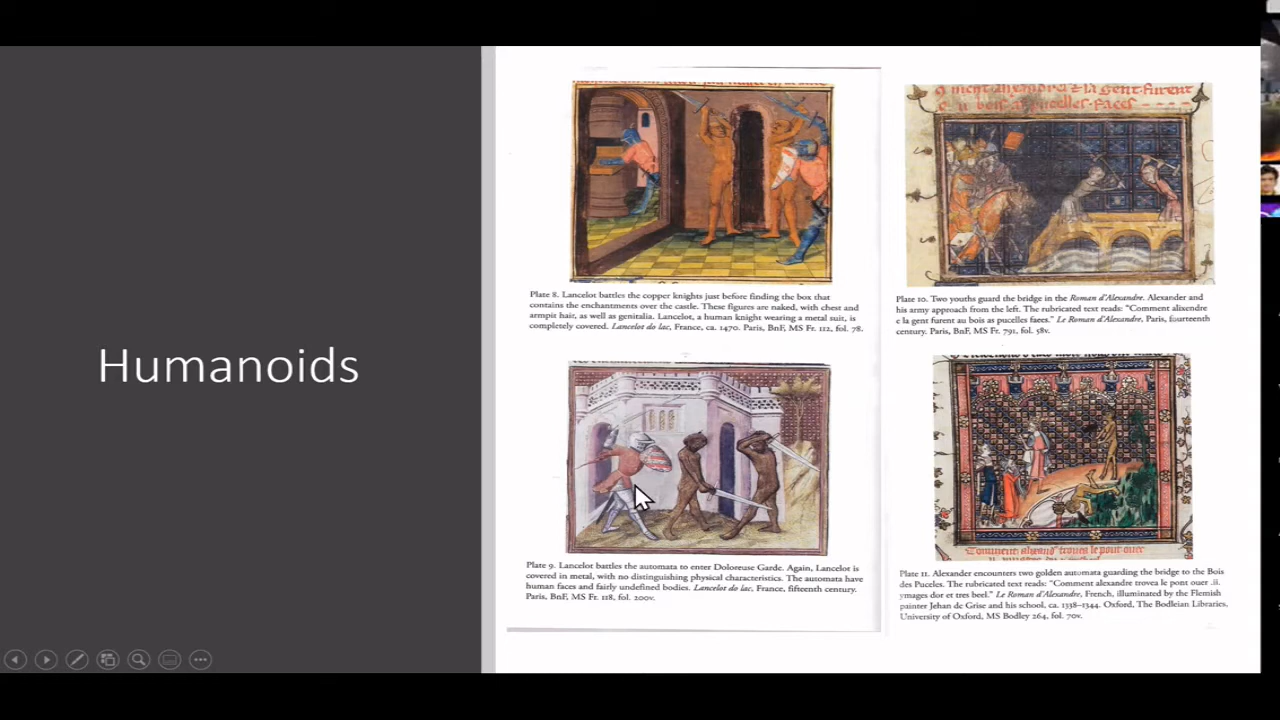 Humanoids
Plate 8. Lancelot battles the copper knights just before finding the box that
contains the enchantments over the castle. These figures are naked, with chest and
armpit hair, as well as genitalia. Lancelot, a human knight wearing a metal suit, is
completely covered. Lancelot do lac, France, ca. 1470. Paris, BnF, MS Fr. 112, fol. 78.
Plate 9. Lancelot battles the automata to enter Doloreuse Garde. Again, Lancelot is
covered in metal, with no distinguishing physical characteristics. The automata have
human faces and fairly undefined bodies. Lancelot do lac, France, fifteenth century.
Paris, BnF, MS Fr. 118, fol. 200v.
Plate 10. Two youths guard the bridge in the Roman d'Alexandre. Alexander and
his army approach from the left. The rubricated text reads: "Comment alixendre
e la gent furent au bois as pucelles faees." Le Roman d'Alexandre, Paris, fourteenth
century. Paris, BnF, MS Fr. 791, fol. 58v.
Plate 11. Alexander encounters two golden automata guarding the bridge to the Bois
des Puceles. The rubricated text reads: "Comment alexandre trovea le pont ouer .ii.
ymages dor et tres beel." Le Roman d'Alexandre, French, illuminated by the Flemish
painter Jehan de Grise and his school, ca. 1338–1344. Oxford, The Bodleian Libraries,
University of Oxford, MS Bodley 264, fol. 70v.